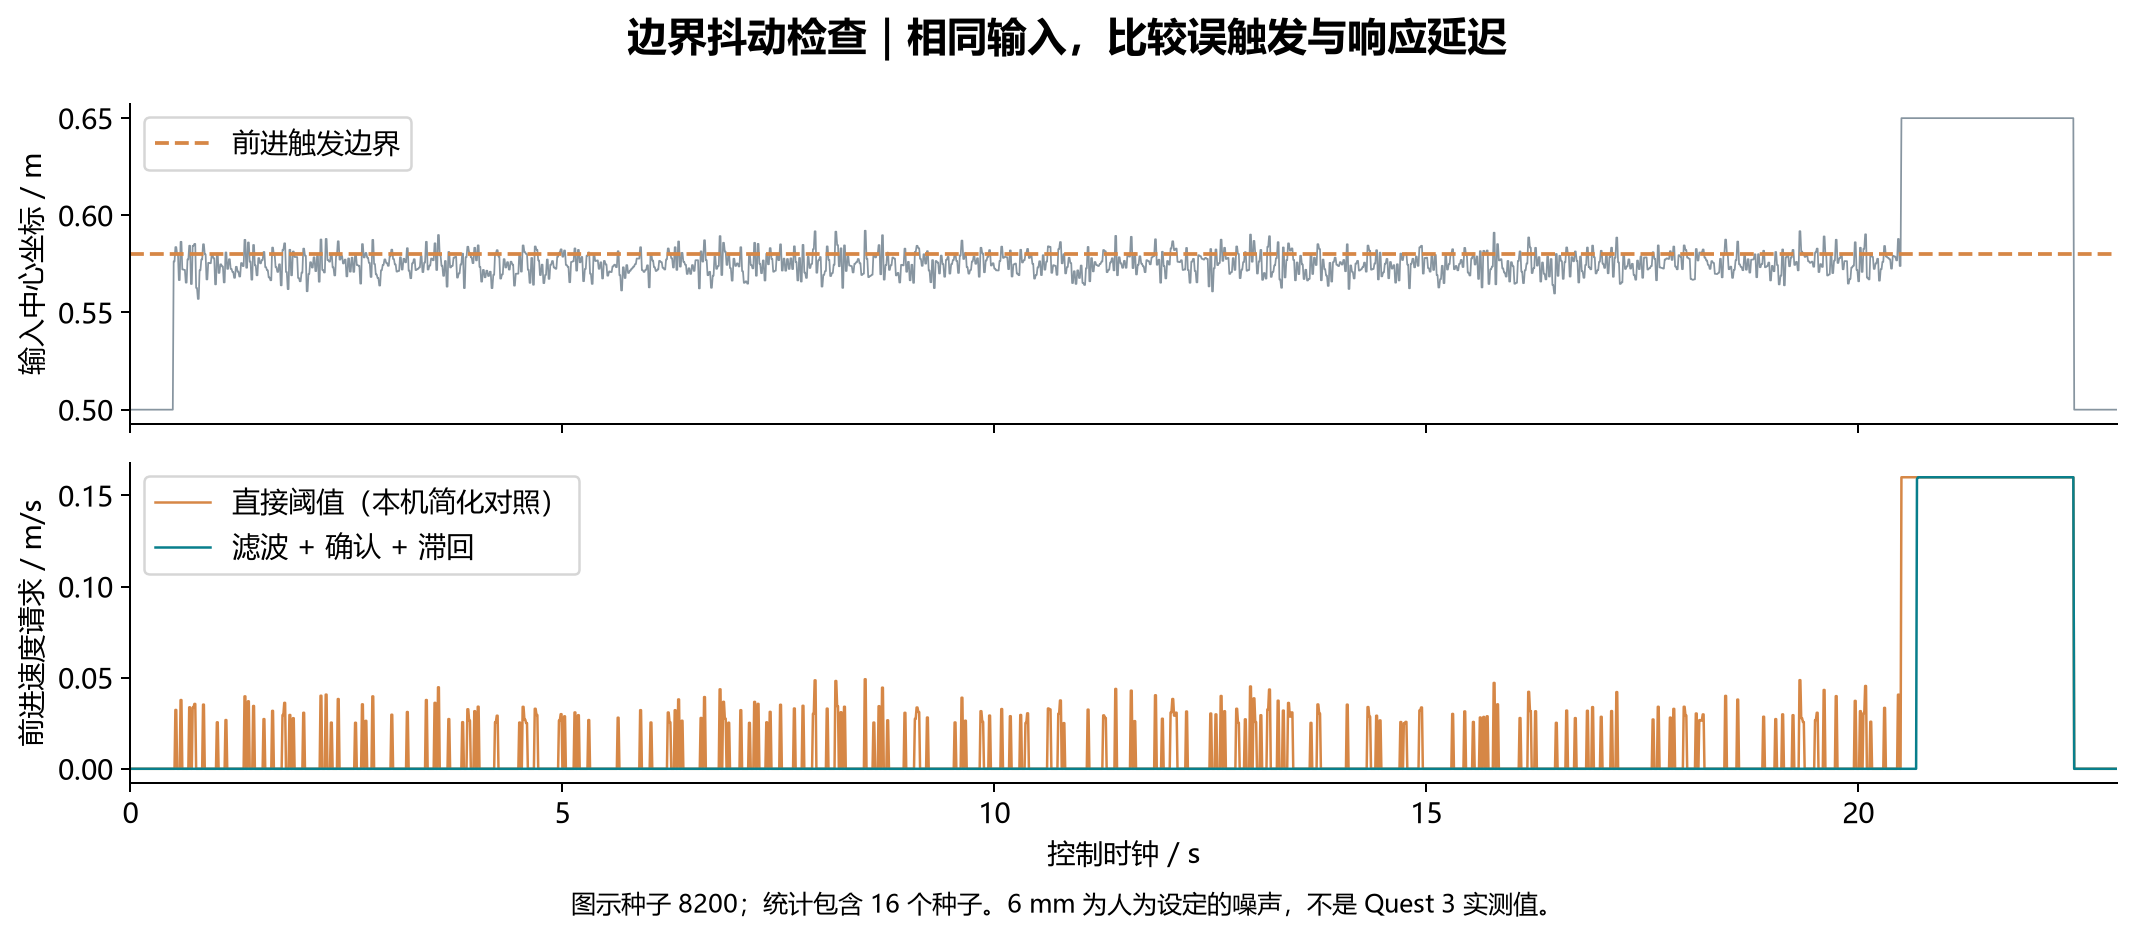 边界抖动检查｜相同输入，比较误触发与响应延迟
输入中心坐标 / m
0.65
0.60
0.55
0.50
前进触发边界
前进速度请求 / m/s
0.15
0.10
0.05
0.00
直接阈值（本机简化对照）
滤波 + 确认 + 滞回
0 5 10 15 20
控制时钟 / s
图示种子 8200；统计包含 16 个种子。6 mm 为人为设定的噪声，不是 Quest 3 实测值。